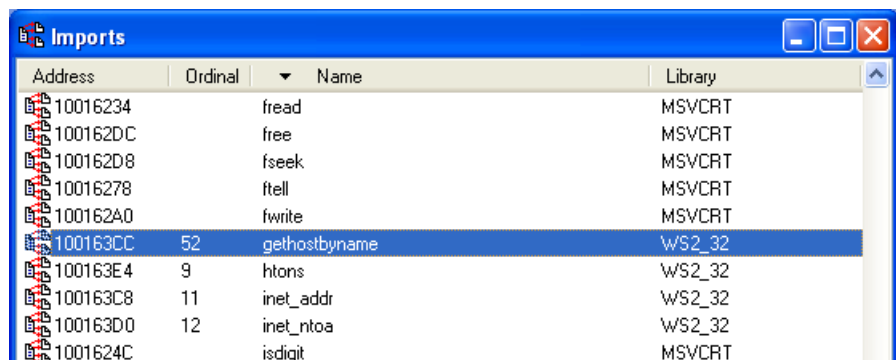 Imports
Address Ordinal Name Library
10016234 fread MSVCRT
100162DC free MSVCRT
100162D8 fseek MSVCRT
10016278 ftell MSVCRT
100162A0 fwrite MSVCRT
100163CC 52 gethostbyname WS2_32
100163E4 9 htons WS2_32
100163C8 11 inet_addr WS2_32
100163D0 12 inet_ntoa WS2_32
1001624C isdigit MSVCRT